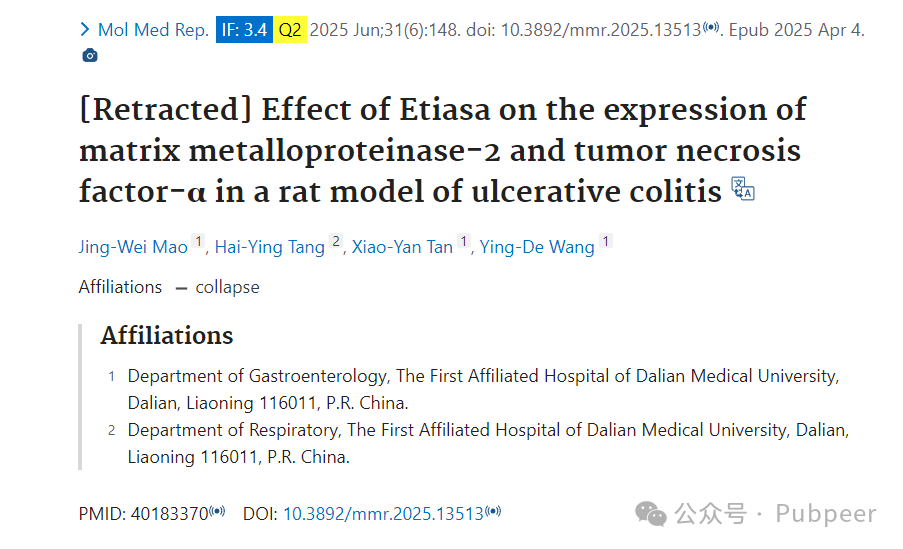 Mol Med Rep. IF: 3.4 Q2 2025 Jun;31(6):148. doi: 10.3892/mmr.2025.13513. Epub 2025 Apr 4.
[Retracted] Effect of Etiasa on the expression of
matrix metalloproteinase-2 and tumor necrosis
factor-α in a rat model of ulcerative colitis
Jing-Wei Mao 1, Hai-Ying Tang 2, Xiao-Yan Tan 1, Ying-De Wang 1
Affiliations — collapse
Affiliations
1 Department of Gastroenterology, The First Affiliated Hospital of Dalian Medical University,
Dalian, Liaoning 116011, P.R. China.
2 Department of Respiratory, The First Affiliated Hospital of Dalian Medical University, Dalian,
Liaoning 116011, P.R. China.
PMID: 40183370 DOI: 10.3892/mmr.2025.13513
公众号 · Pubpeer